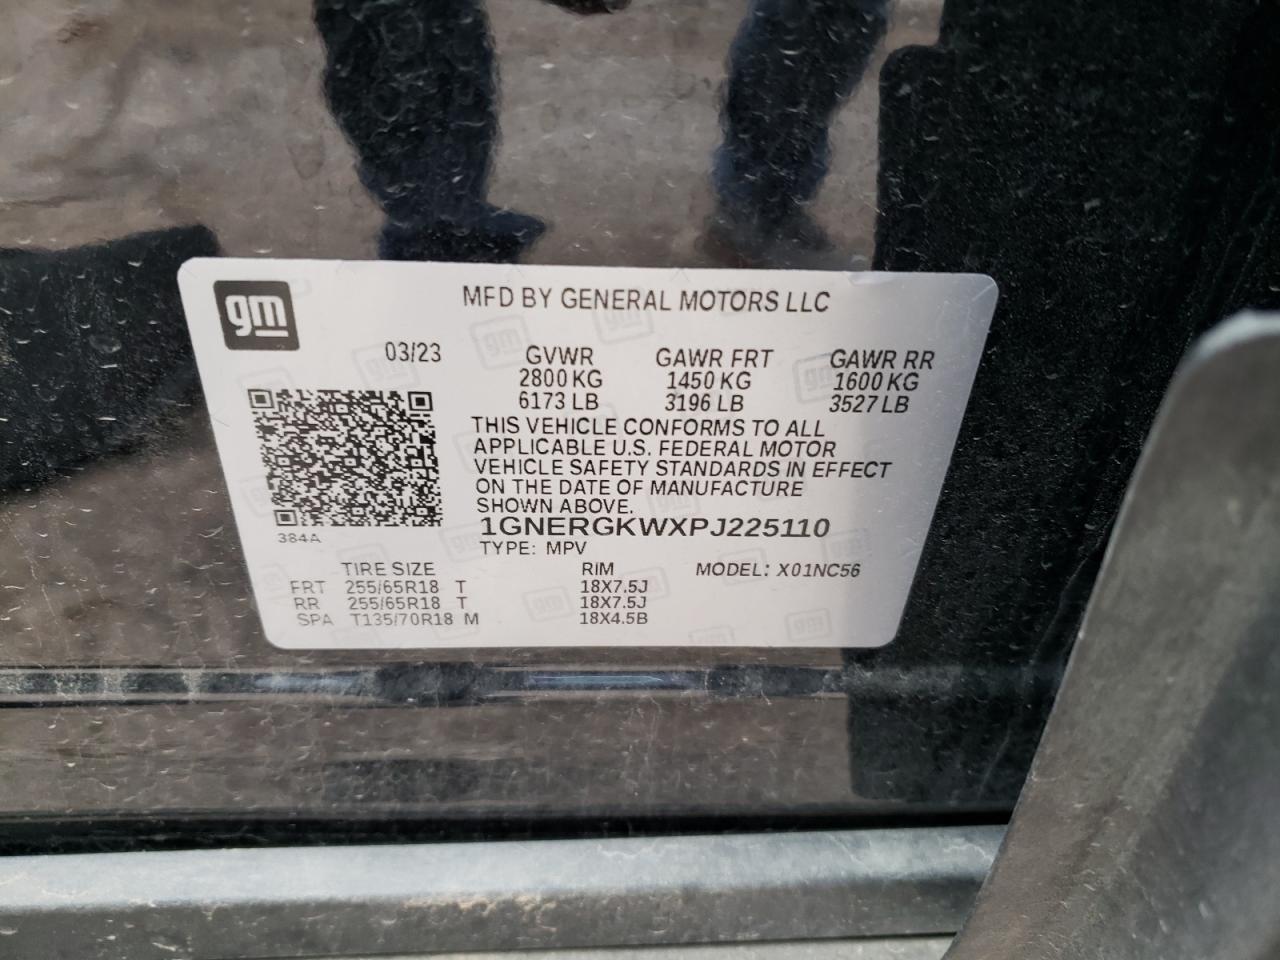 gm
MFD BY GENERAL MOTORS LLC
03/23 GVWR GAWR FRT GAWR RR
2800 KG 1450 KG 1600 KG
6173 LB 3196 LB 3527 LB
THIS VEHICLE CONFORMS TO ALL
APPLICABLE U.S. FEDERAL MOTOR
VEHICLE SAFETY STANDARDS IN EFFECT
ON THE DATE OF MANUFACTURE
SHOWN ABOVE.
1GNERGKWXPJ225110
384A
TYPE: MPV
TIRE SIZE RIM MODEL: X01NC56
FRT 255/65R18 T 18X7.5J
RR 255/65R18 T 18X7.5J
SPA T135/70R18 M 18X4.5B